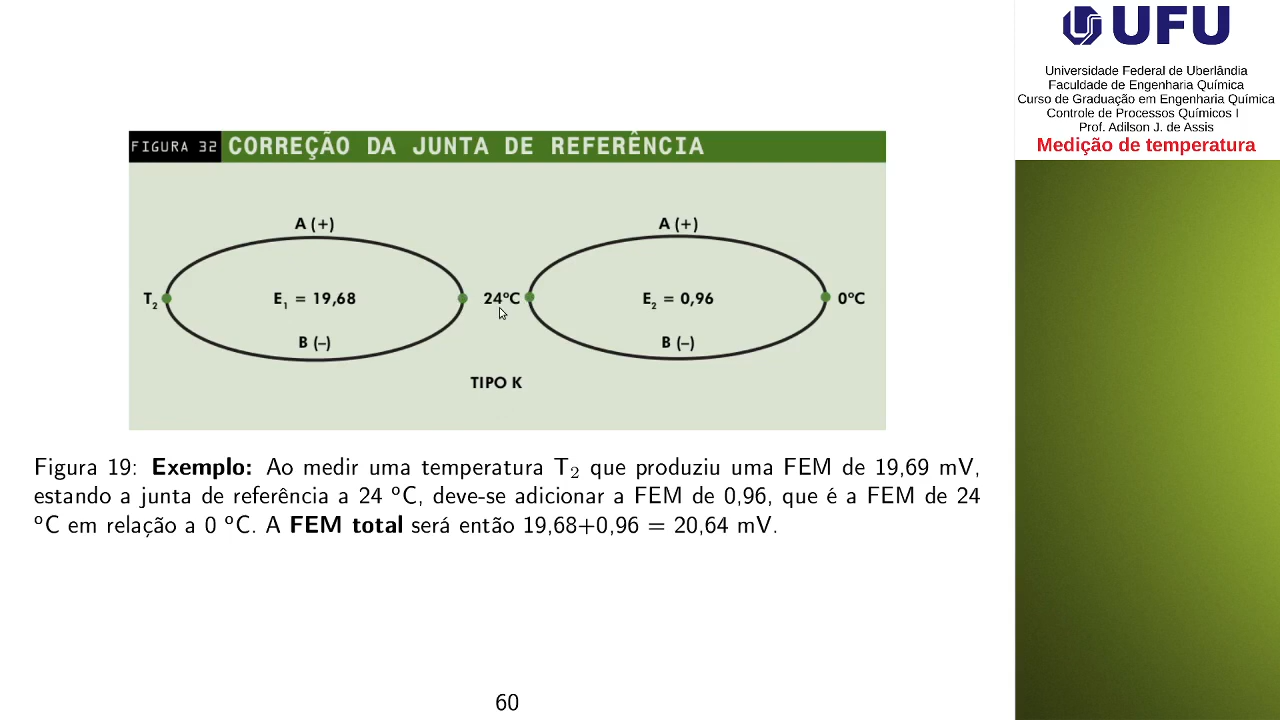 UFU
Universidade Federal de Uberlândia
Faculdade de Engenharia Química
Curso de Graduação em Engenharia Química
Controle de Processos Químicos I
Prof. Adilson J. de Assis
Medição de temperatura
FIGURA 32 CORREÇÃO DA JUNTA DE REFERÊNCIA
A (+) A (+)
T2 E1 = 19,68 24ºC E2 = 0,96 0ºC
B (–) B (–)
TIPO K
Figura 19: Exemplo: Ao medir uma temperatura T2 que produziu uma FEM de 19,69 mV,
estando a junta de referência a 24 ºC, deve-se adicionar a FEM de 0,96, que é a FEM de 24
ºC em relação a 0 ºC. A FEM total será então 19,68+0,96 = 20,64 mV.
60